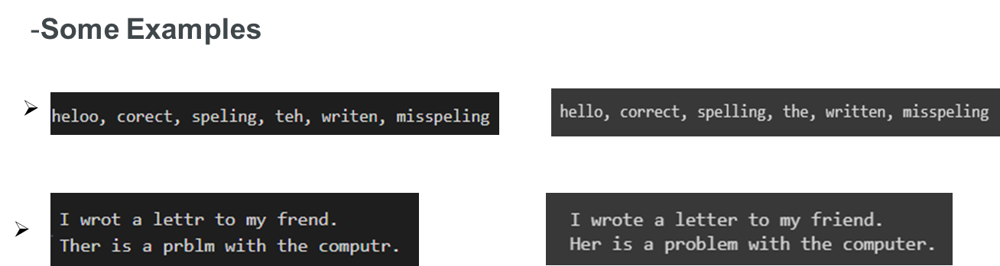 -Some Examples
heloo, corect, speling, teh, writen, misspeling
hello, correct, spelling, the, written, misspeling
I wrot a lettr to my frend.
Ther is a prblm with the computr.
I wrote a letter to my friend.
Her is a problem with the computer.